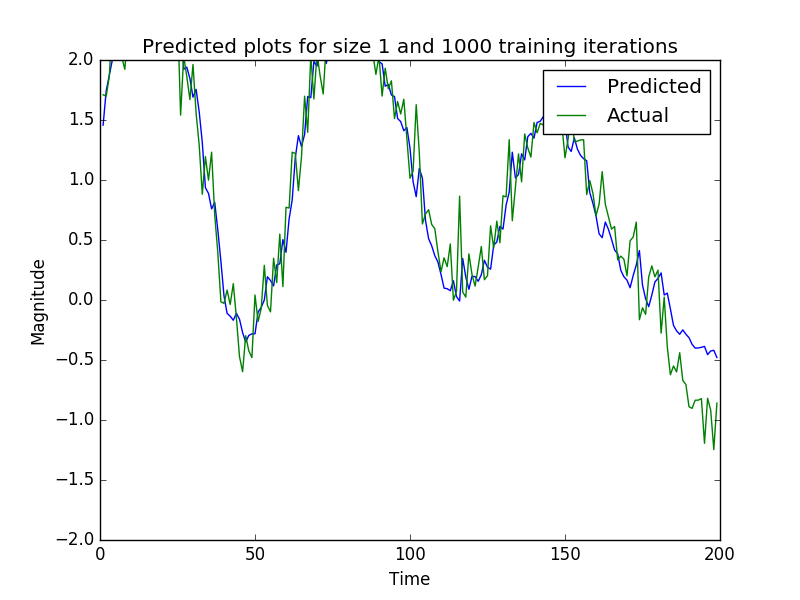 Predicted plots for size 1 and 1000 training iterations
Predicted
Actual
2.0
1.5
1.0
0.5
0.0
−0.5
−1.0
−1.5
−2.0
Magnitude
0 50 100 150 200
Time